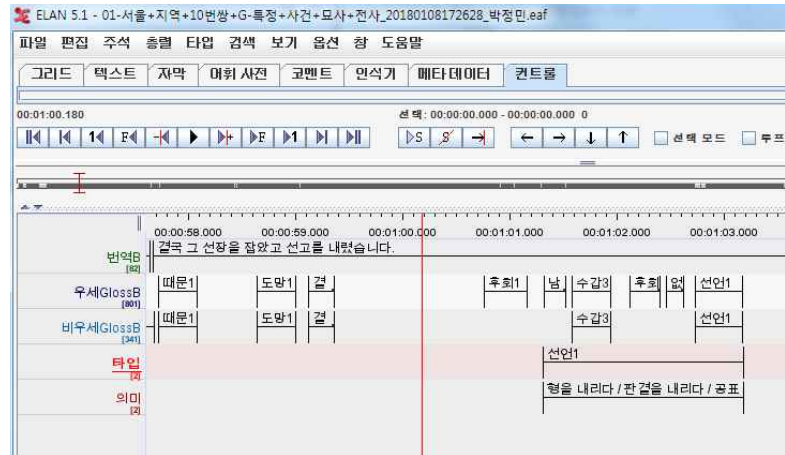 ELAN 5.1 - 01-서울+지역+10번쌍+G-특정+사건+묘사+전사_20180108172628_박정민.eaf
파일 편집 주석 층렬 타입 검색 보기 옵션 창 도움말
그리드 텍스트 자막 어휘 사전 코멘트 인식기 메타데이터 컨트롤
00:01:00.180 선택: 00:00:00.000 - 00:00:00.000 0
1 F F 1 S S 선택 모드 루프
00:00:58.000 00:00:59.000 00:01:00.000 00:01:01.000 00:01:02.000 00:01:03.000
번역B 결국 그 선장을 잡았고 선고를 내렸습니다.
[82]
우세GlossB 때문1 도망1 결 후회1 남 수갑3 후회 없 선언1
[801]
비우세GlossB 때문1 도망1 결 수갑3 선언1
[341]
타입 선언1
[2]
의미 형을 내리다 / 판결을 내리다 / 공표
[2]